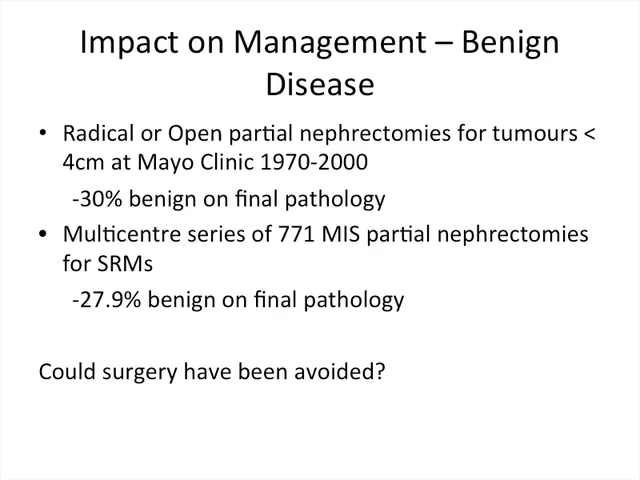 Impact on Management – Benign
Disease
• Radical or Open partial nephrectomies for tumours <
4cm at Mayo Clinic 1970-2000
-30% benign on final pathology
• Multicentre series of 771 MIS partial nephrectomies
for SRMs
-27.9% benign on final pathology
Could surgery have been avoided?